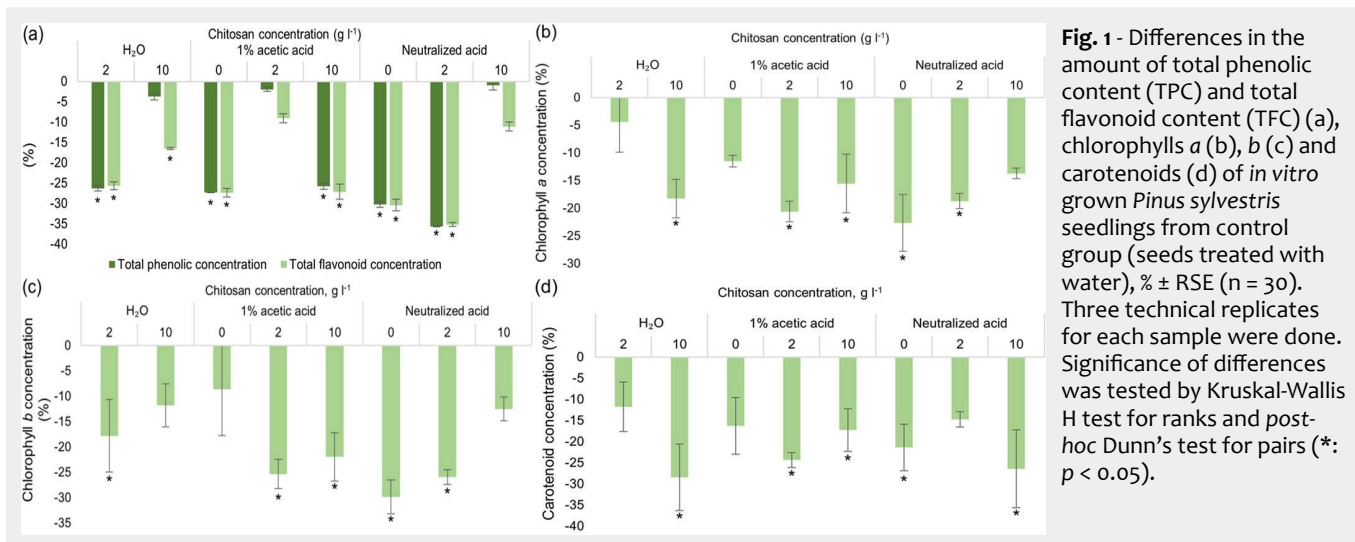 (a)
Chitosan concentration (g l-1)
H2O 1% acetic acid Neutralized acid
2 10 0 2 10 0 2 10
0
-5
-10
-15
-20
-25
-30
-35
-40
(%)
* * * * * * * * * * *
Total phenolic concentration Total flavonoid concentration
(b)
Chitosan concentration (g l-1)
H2O 1% acetic acid Neutralized acid
2 10 0 2 10 0 2 10
0
-5
-10
-15
-20
-25
-30
Chlorophyll a concentration (%)
* * * * *
(c)
Chitosan concentration, g l-1
H2O 1% acetic acid Neutralized acid
2 10 0 2 10 0 2 10
0
-5
-10
-15
-20
-25
-30
-35
Chlorophyll b concentration
(%)
* * * * *
(d)
Chitosan concentration, g l-1
H2O 1% acetic acid Neutralized acid
2 10 0 2 10 0 2 10
0
-5
-10
-15
-20
-25
-30
-35
-40
Carotenoid concentration (%)
* * * * *
Fig. 1 - Differences in the
amount of total phenolic
content (TPC) and total
flavonoid content (TFC) (a),
chlorophylls a (b), b (c) and
carotenoids (d) of in vitro
grown Pinus sylvestris
seedlings from control
group (seeds treated with
water), % ± RSE (n = 30).
Three technical replicates
for each sample were done.
Significance of differences
was tested by Kruskal-Wallis
H test for ranks and post-
hoc Dunn's test for pairs (*:
p < 0.05).